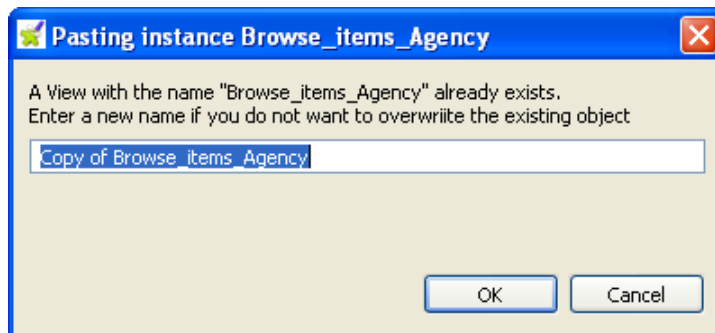 Pasting instance Browse_items_Agency
A View with the name "Browse_items_Agency" already exists.
Enter a new name if you do not want to overwriite the existing object
Copy of Browse_items_Agency
OK Cancel